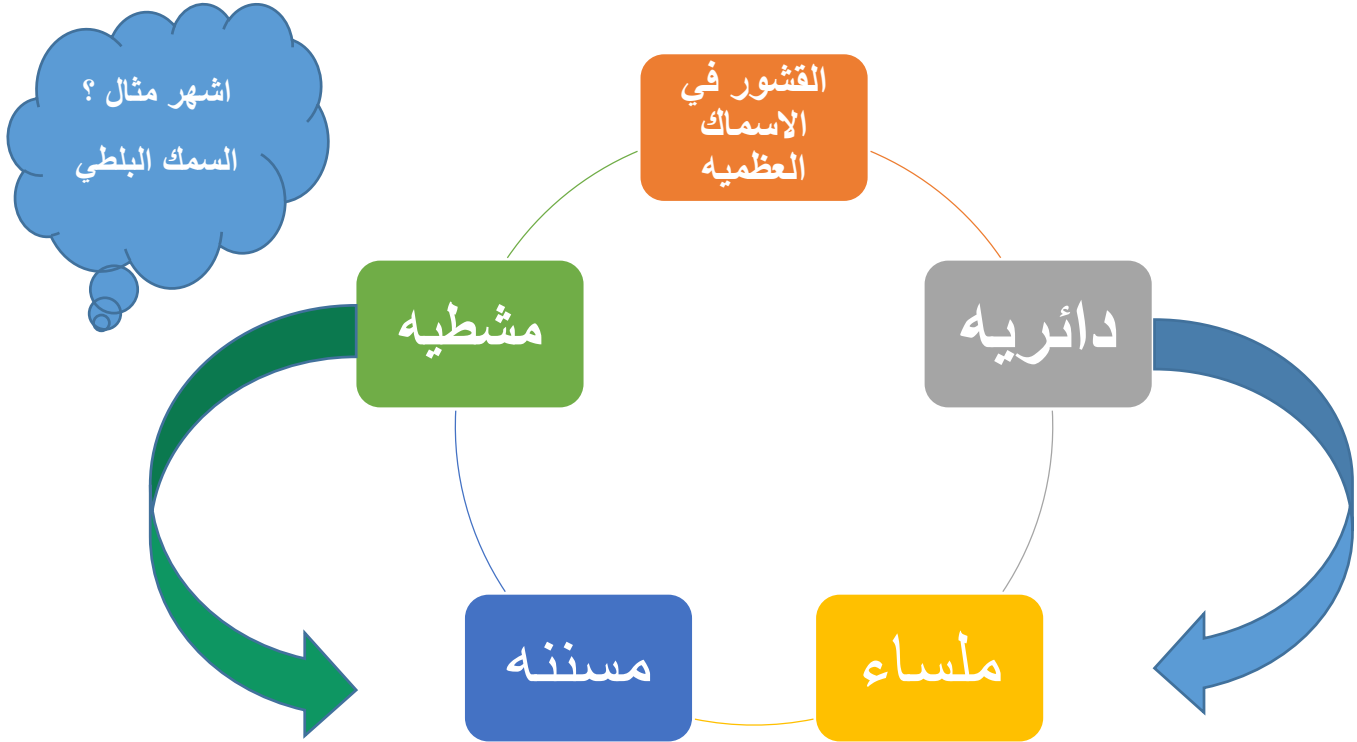 القشور في
الاسماك
العظميه
اشهر مثال ؟
السمك البلطي
دائريه
مشطيه
ملساء
مسننه